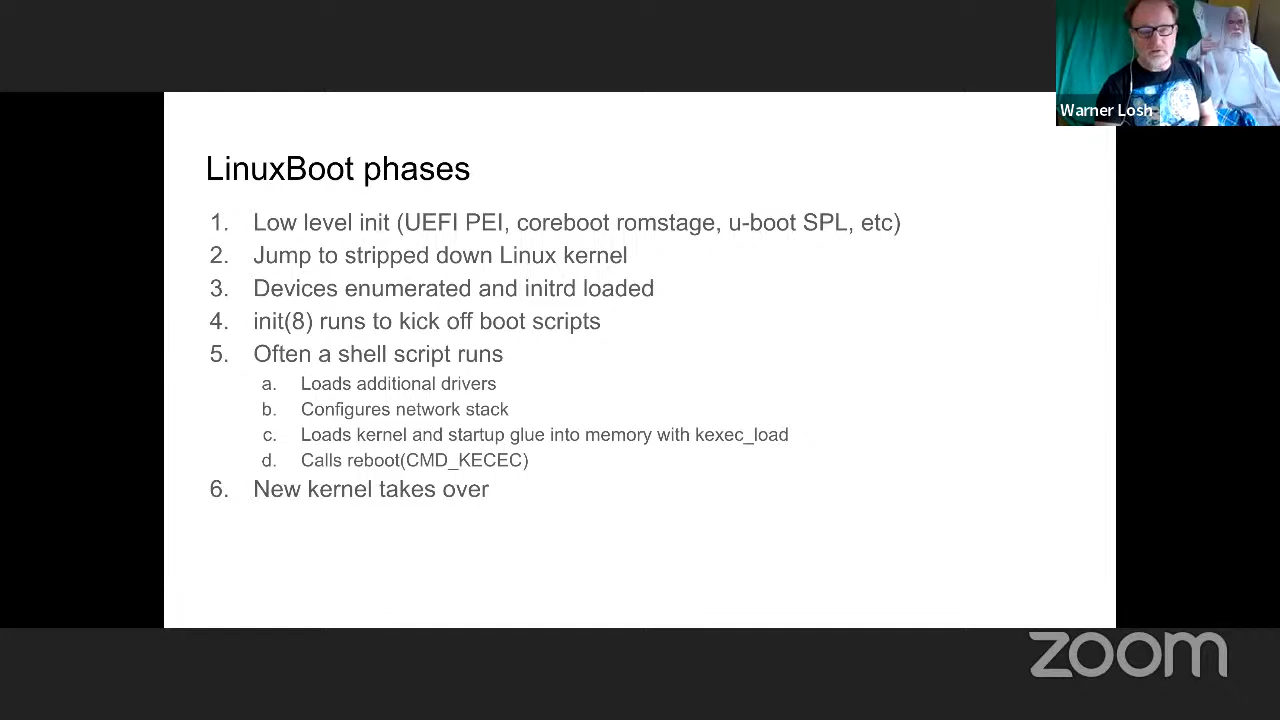 Warner Losh
LinuxBoot phases
1. Low level init (UEFI PEI, coreboot romstage, u-boot SPL, etc)
2. Jump to stripped down Linux kernel
3. Devices enumerated and initrd loaded
4. init(8) runs to kick off boot scripts
5. Often a shell script runs
a. Loads additional drivers
b. Configures network stack
c. Loads kernel and startup glue into memory with kexec_load
d. Calls reboot(CMD_KECEC)
6. New kernel takes over
zoom